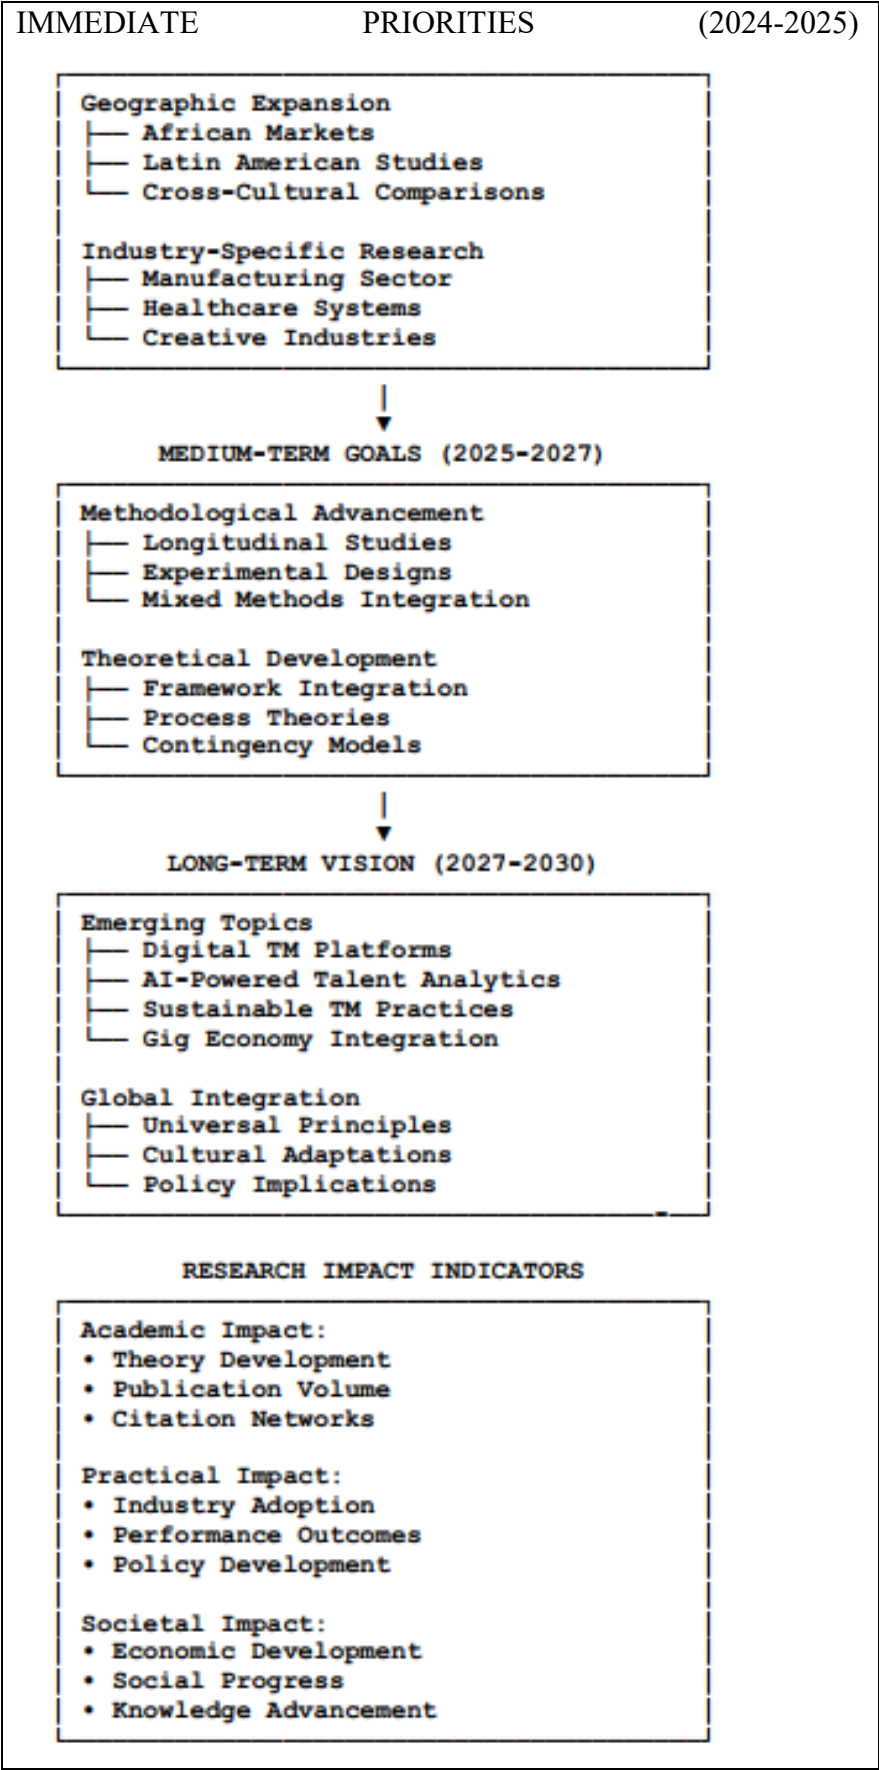 IMMEDIATE PRIORITIES (2024-2025)
Geographic Expansion
├── African Markets
├── Latin American Studies
└── Cross-Cultural Comparisons
Industry-Specific Research
├── Manufacturing Sector
├── Healthcare Systems
└── Creative Industries
MEDIUM-TERM GOALS (2025-2027)
Methodological Advancement
├── Longitudinal Studies
├── Experimental Designs
└── Mixed Methods Integration
Theoretical Development
├── Framework Integration
├── Process Theories
└── Contingency Models
LONG-TERM VISION (2027-2030)
Emerging Topics
├── Digital TM Platforms
├── AI-Powered Talent Analytics
├── Sustainable TM Practices
└── Gig Economy Integration
Global Integration
├── Universal Principles
├── Cultural Adaptations
└── Policy Implications
RESEARCH IMPACT INDICATORS
Academic Impact:
• Theory Development
• Publication Volume
• Citation Networks
Practical Impact:
• Industry Adoption
• Performance Outcomes
• Policy Development
Societal Impact:
• Economic Development
• Social Progress
• Knowledge Advancement